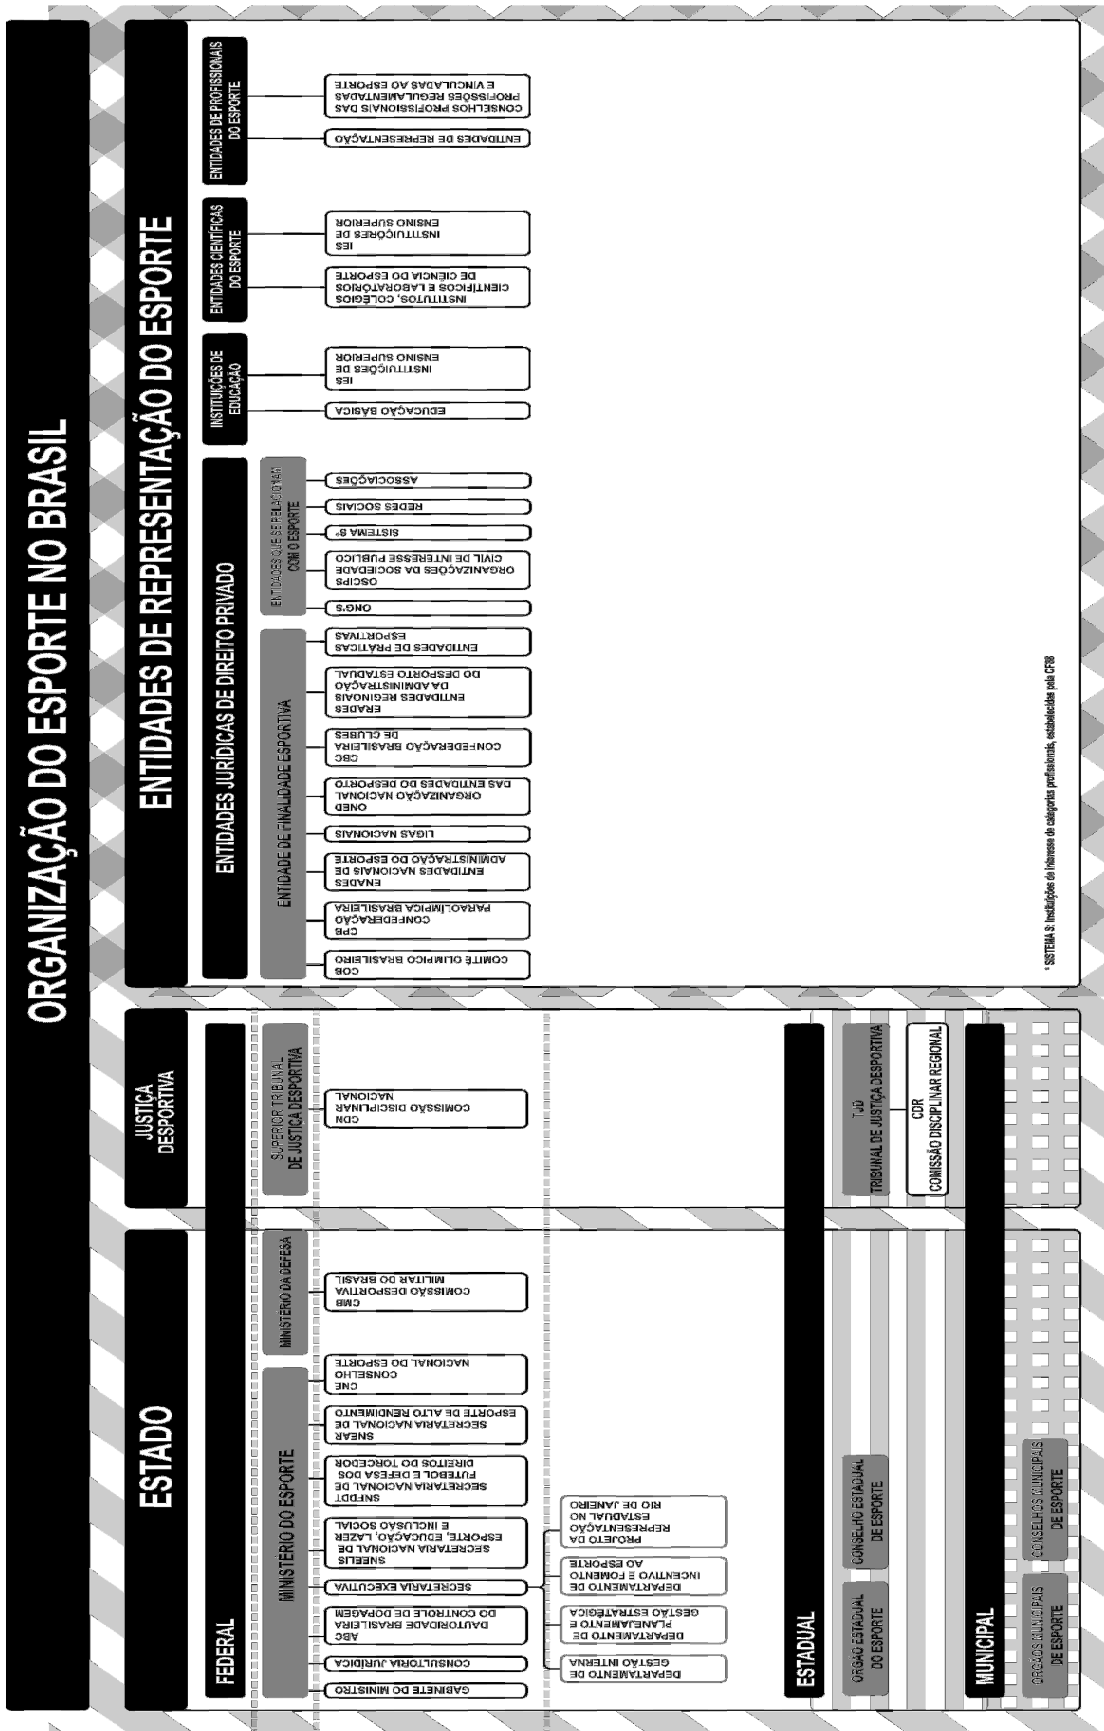 ORGANIZAÇÃO DO ESPORTE NO BRASIL
ESTADO
FEDERAL
MINISTÉRIO DO ESPORTE
GABINETE DO MINISTRO
CONSULTORIA JURÍDICA
ABC
DAUTORIDADE BRASILEIRA
DO CONTROLE DE DOPAGEM
SECRETARIA EXECUTIVA
DEPARTAMENTO DE
GESTÃO INTERNA
DEPARTAMENTO DE
PLANEJAMENTO E
GESTÃO ESTRATÉGICA
DEPARTAMENTO DE
INCENTIVO E FOMENTO
AO ESPORTE
PROJETO DA
REPRESENTAÇÃO
ESTADUAL NO
RIO DE JANEIRO
SNEELIS
SECRETARIA NACIONAL DE
ESPORTE, EDUCAÇÃO, LAZER
E INCLUSÃO SOCIAL
SNFDDT
SECRETARIA NACIONAL DE
FUTEBOL E DEFESA DOS
DIREITOS DO TORCEDOR
SNEAR
SECRETARIA NACIONAL DE
ESPORTE DE ALTO RENDIMENTO
CNE
CONSELHO
NACIONAL DO ESPORTE
MINISTÉRIO DA DEFESA
CMB
COMISSÃO DESPORTIVA
MILITAR DO BRASIL
ESTADUAL
ORGÃO ESTADUAL
DO ESPORTE
CONSELHO ESTADUAL
DE ESPORTE
MUNICIPAL
ORGÃOS MUNICIPAIS
DE ESPORTE
CONSELHOS MUNICIPAIS
DE ESPORTE
JUSTIÇA
DESPORTIVA
SUPERIOR TRIBUNAL
DE JUSTIÇA DESPORTIVA
CDN
COMISSÃO DISCIPLINAR
NACIONAL
TJD
TRIBUNAL DE JUSTIÇA DESPORTIVA
CDR
COMISSÃO DISCIPLINAR REGIONAL
ENTIDADES DE REPRESENTAÇÃO DO ESPORTE
ENTIDADES JURÍDICAS DE DIREITO PRIVADO
ENTIDADE DE FINALIDADE ESPORTIVA
COB
COMITÊ OLIMPICO BRASILEIRO
CPB
CONFEDERAÇÃO
PARAOLÍMPICA BRASILEIRA
ENADES
ENTIDADES NACIONAIS DE
ADMINISTRAÇÃO DO ESPORTE
LIGAS NACIONAIS
ONED
ORGANIZAÇÃO NACIONAL
DAS ENTIDADES DO DESPORTO
CBC
CONFEDERAÇÃO BRASILEIRA
DE CLUBES
ERADES
ENTIDADES REGINOAIS
DA ADMINISTRAÇÃO
DO DESPORTO ESTADUAL
ENTIDADES DE PRÁTICAS
ESPORTIVAS
ENTIDADES QUE SE RELACIONAM
COM O ESPORTE
ONG'S
OSCIPS
ORGANIZAÇÕES DA SOCIEDADE
CIVIL DE INTERESSE PUBLICO
SISTEMA S*
REDES SOCIAIS
ASSOCIAÇÕES
INSTITUIÇÕES DE
EDUCAÇÃO
EDUCAÇÃO BÁSICA
IES
INSTITUIÇÕES DE
ENSINO SUPERIOR
ENTIDADES CIENTÍFICAS
DO ESPORTE
INSTITUTOS, COLÉGIOS
CIENTÍFICOS E LABORATÓRIOS
DE CIÊNCIA DO ESPORTE
IES
INSTITUIÇÕRES DE
ENSINO SUPERIOR
ENTIDADES DE PROFISSIONAIS
DO ESPORTE
ENTIDADES DE REPRESENTAÇÃO
CONSELHOS PROFISSIONAIS DAS
PROFISSÕES REGULAMENTADAS
E VINCULADAS AO ESPORTE
* SISTEMA S: Instituições de interesse de categorias profissionais, estabelecidas pela CF88